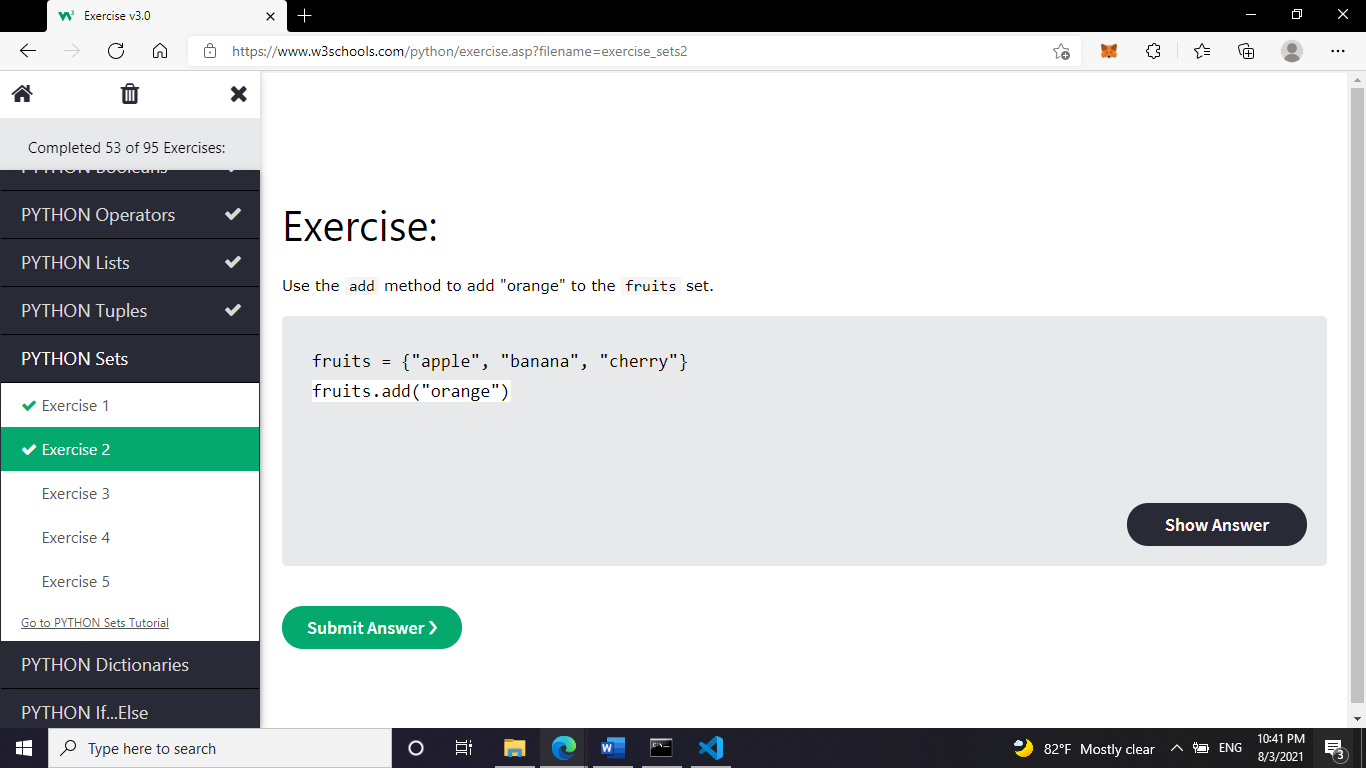 Exercise v3.0
https://www.w3schools.com/python/exercise.asp?filename=exercise_sets2
Completed 53 of 95 Exercises:
PYTHON Booleans
PYTHON Operators
PYTHON Lists
PYTHON Tuples
PYTHON Sets
Exercise 1
Exercise 2
Exercise 3
Exercise 4
Exercise 5
Go to PYTHON Sets Tutorial
PYTHON Dictionaries
PYTHON If...Else
Exercise:
Use the add method to add "orange" to the fruits set.
fruits = {"apple", "banana", "cherry"}
fruits.add("orange")
Show Answer
Submit Answer ❯
Type here to search
82°F Mostly clear
ENG
10:41 PM
8/3/2021
3